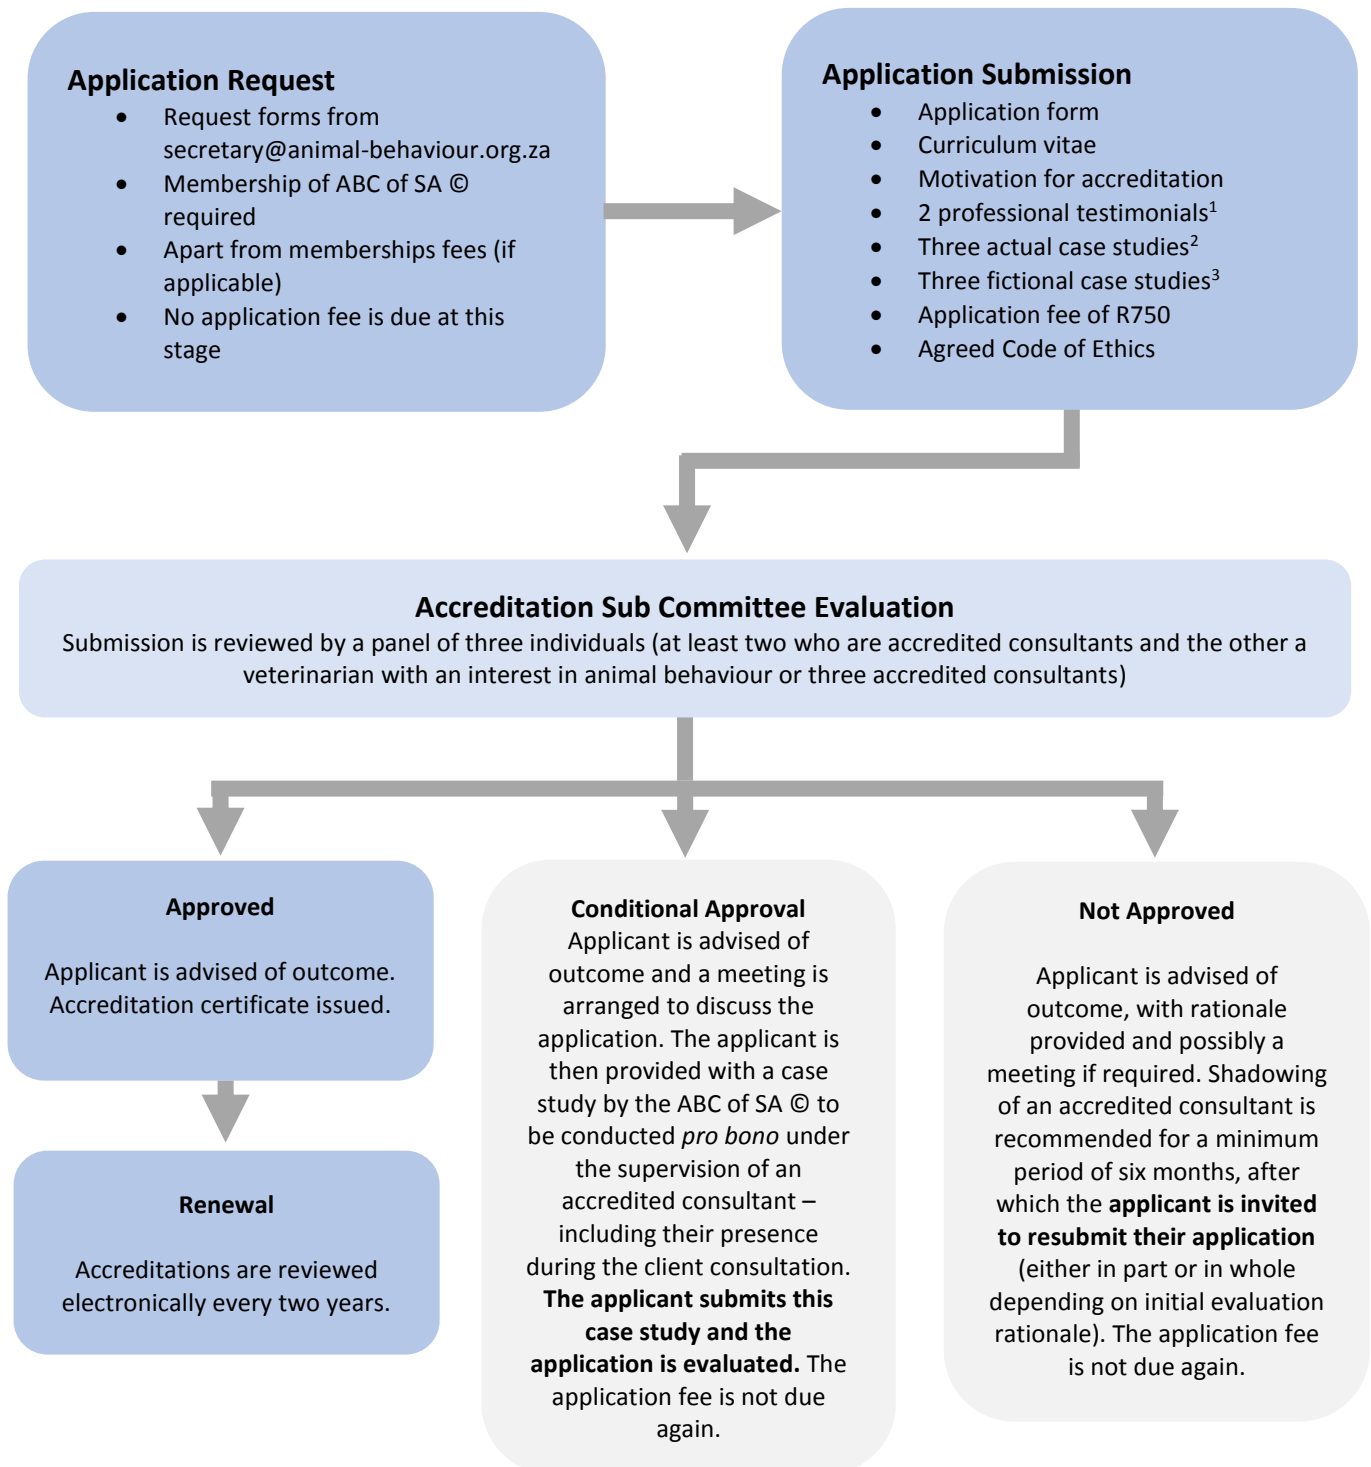 Application Request
• Request forms from
secretary@animal-behaviour.org.za
• Membership of ABC of SA ©
required
• Apart from memberships fees (if
applicable)
• No application fee is due at this
stage
Application Submission
• Application form
• Curriculum vitae
• Motivation for accreditation
• 2 professional testimonials¹
• Three actual case studies²
• Three fictional case studies³
• Application fee of R750
• Agreed Code of Ethics
Accreditation Sub Committee Evaluation
Submission is reviewed by a panel of three individuals (at least two who are accredited consultants and the other a
veterinarian with an interest in animal behaviour or three accredited consultants)
Approved
Applicant is advised of outcome.
Accreditation certificate issued.
Renewal
Accreditations are reviewed
electronically every two years.
Conditional Approval
Applicant is advised of
outcome and a meeting is
arranged to discuss the
application. The applicant is
then provided with a case
study by the ABC of SA © to
be conducted pro bono under
the supervision of an
accredited consultant –
including their presence
during the client consultation.
The applicant submits this
case study and the
application is evaluated. The
application fee is not due
again.
Not Approved
Applicant is advised of
outcome, with rationale
provided and possibly a
meeting if required. Shadowing
of an accredited consultant is
recommended for a minimum
period of six months, after
which the applicant is invited
to resubmit their application
(either in part or in whole
depending on initial evaluation
rationale). The application fee
is not due again.